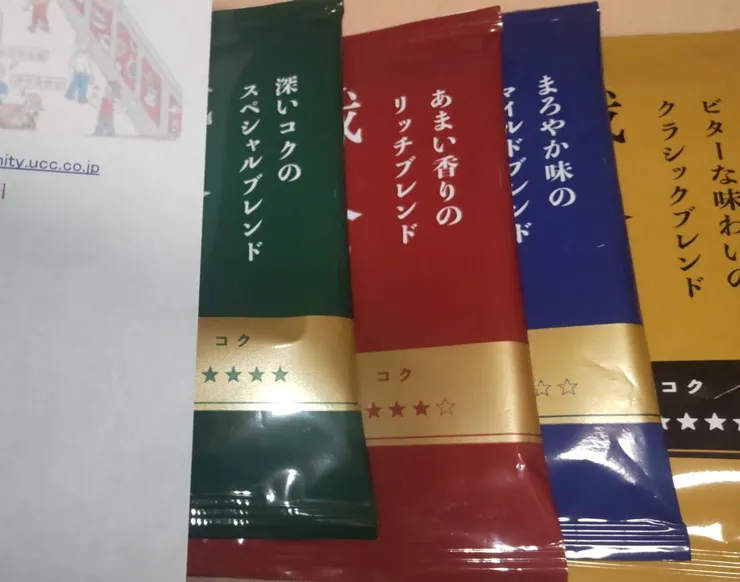 nity.ucc.co.jp
深いコクの
スペシャルブレンド
コク
★★★★
あまい香りの
リッチブレンド
コク
★★★☆
まろやか味の
マイルドブレンド
☆☆
ビターな味わいの
クラシックブレンド
コク
★★★★